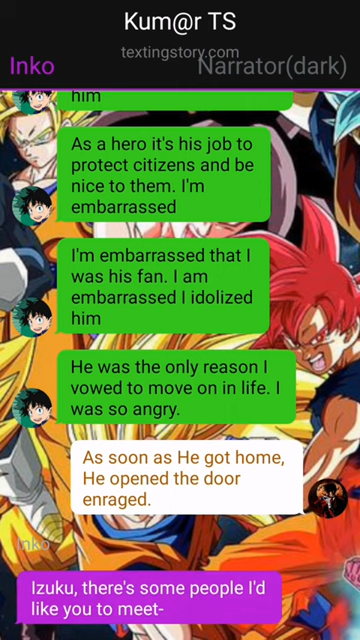 Kum@r TS
textingstory.com
Inko
Narrator(dark)
him
As a hero it's his job to
protect citizens and be
nice to them. I'm
embarrassed
I'm embarrassed that I
was his fan. I am
embarrassed I idolized
him
He was the only reason I
vowed to move on in life. I
was so angry.
As soon as He got home,
He opened the door
enraged.
Inko
Izuku, there's some people I'd
like you to meet-